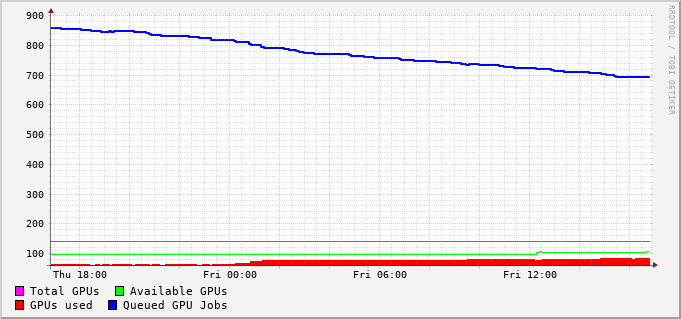 900
800
700
600
500
400
300
200
100
Thu 18:00 Fri 00:00 Fri 06:00 Fri 12:00
Total GPUs Available GPUs
GPUs used Queued GPU Jobs
RRDTOOL / TOBI OETIKER